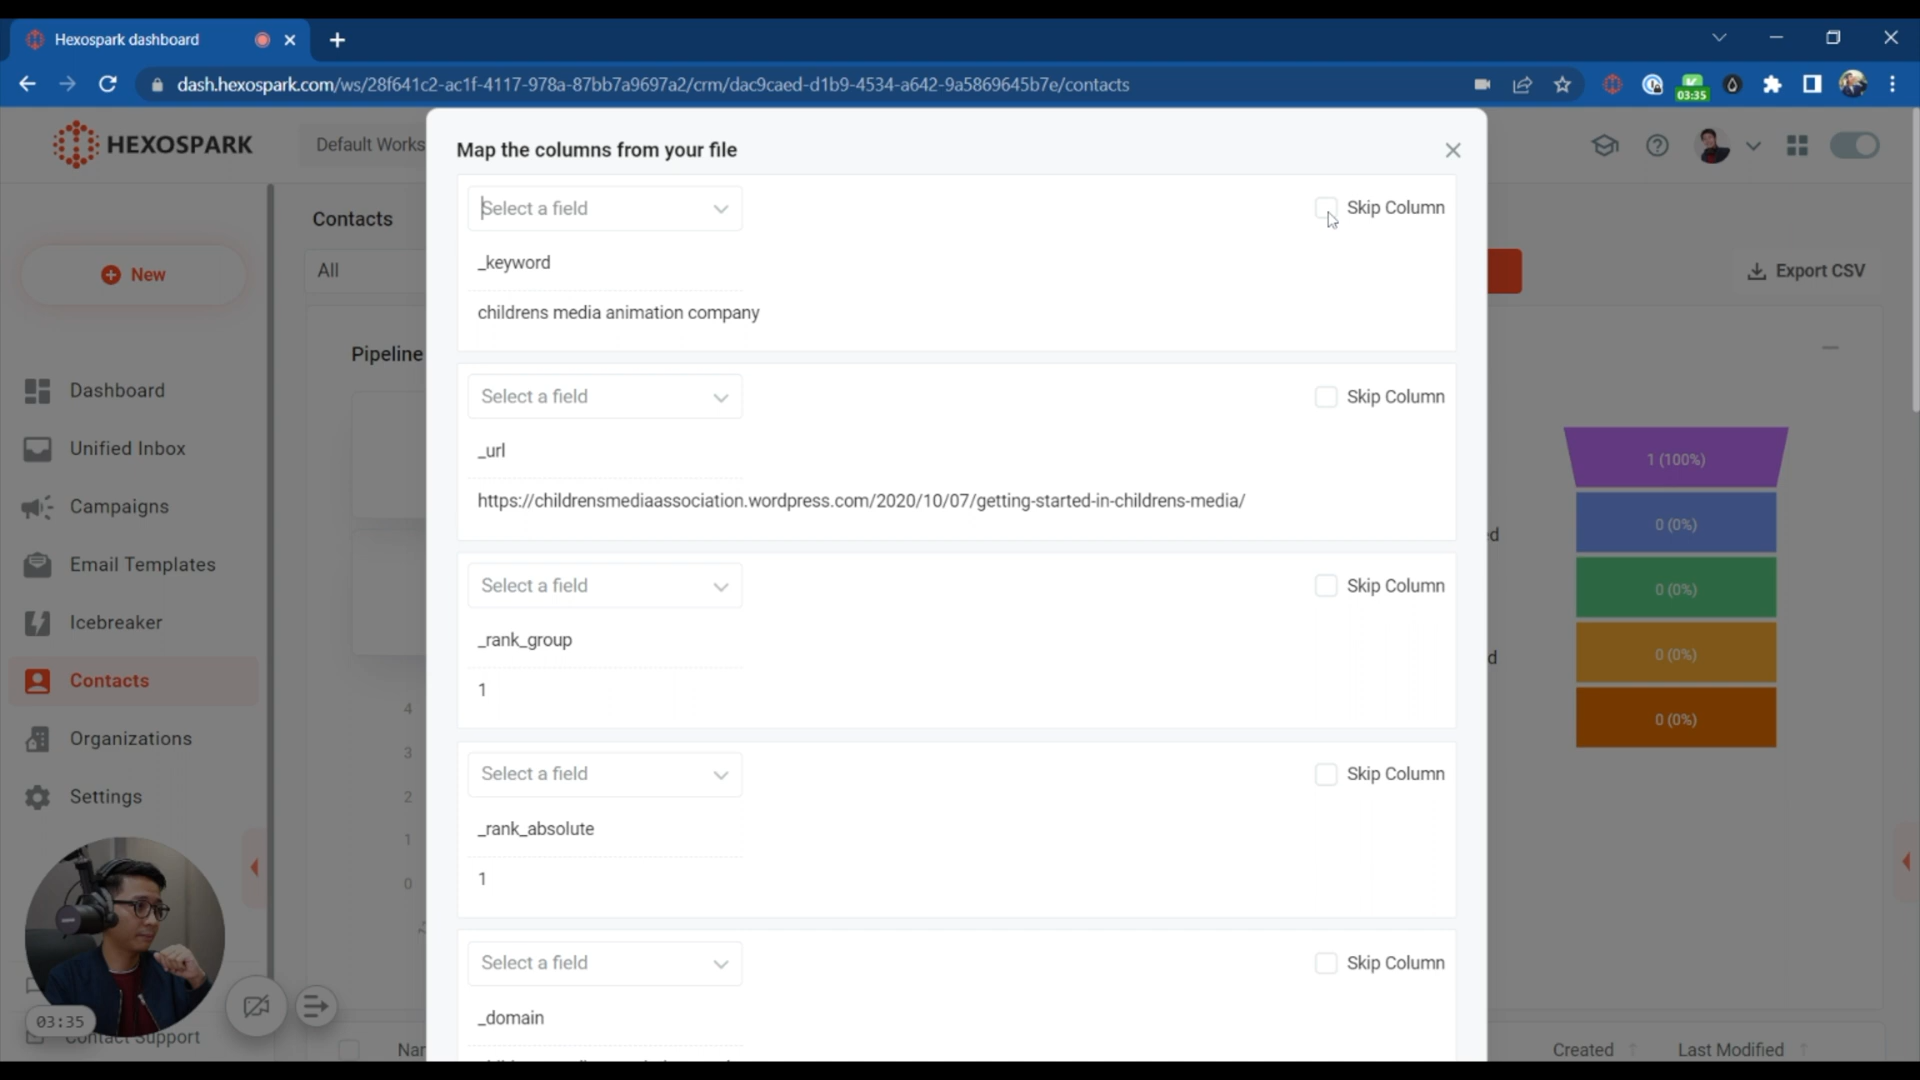 Hexospark dashboard
dash.hexospark.com/ws/28f641c2-ac1f-4117-978a-87bb7a9697a2/crm/dac9caed-d1b9-4534-a642-9a5869645b7e/contacts
03:35
HEXOSPARK
Default Works
Map the columns from your file
Select a field
Skip Column
_keyword
childrens media animation company
Select a field
Skip Column
_url
https://childrensmediaassociation.wordpress.com/2020/10/07/getting-started-in-childrens-media/
Select a field
Skip Column
_rank_group
1
Select a field
Skip Column
_rank_absolute
1
Select a field
Skip Column
_domain
New
Dashboard
Unified Inbox
Campaigns
Email Templates
Icebreaker
Contacts
Organizations
Settings
Contact Support
03:35
Contacts
All
Export CSV
Pipeline
4
3
2
1
0
ed
d
1 (100%)
0 (0%)
0 (0%)
0 (0%)
0 (0%)
Nar
Created
Last Modified